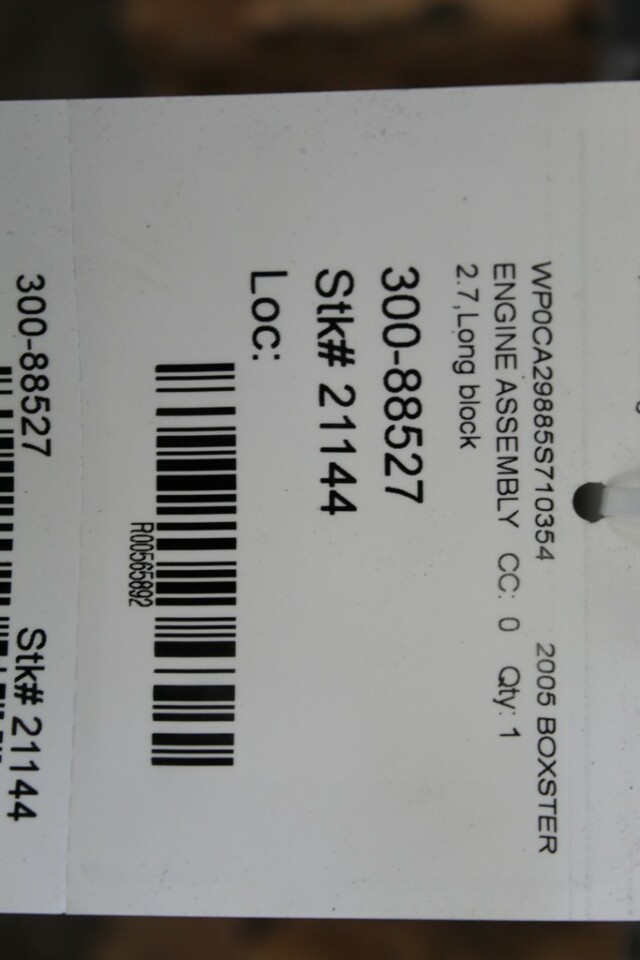 WP0CA29885S710354 2005 BOXSTER
ENGINE ASSEMBLY CC: 0 Qty: 1
2.7,Long block
300-88527
Stk# 21144
Loc:
R00565892
300-88527 Stk# 21144